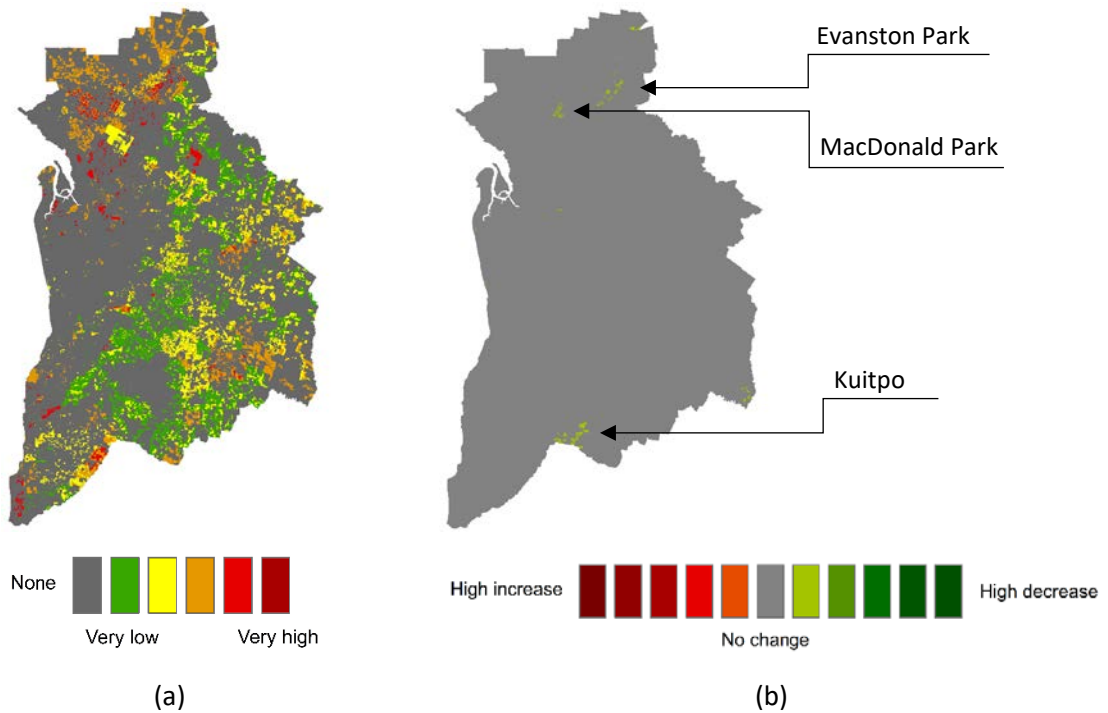 Evanston Park
MacDonald Park
Kuitpo
None
Very low
Very high
High increase
High decrease
No change
(a)
(b)